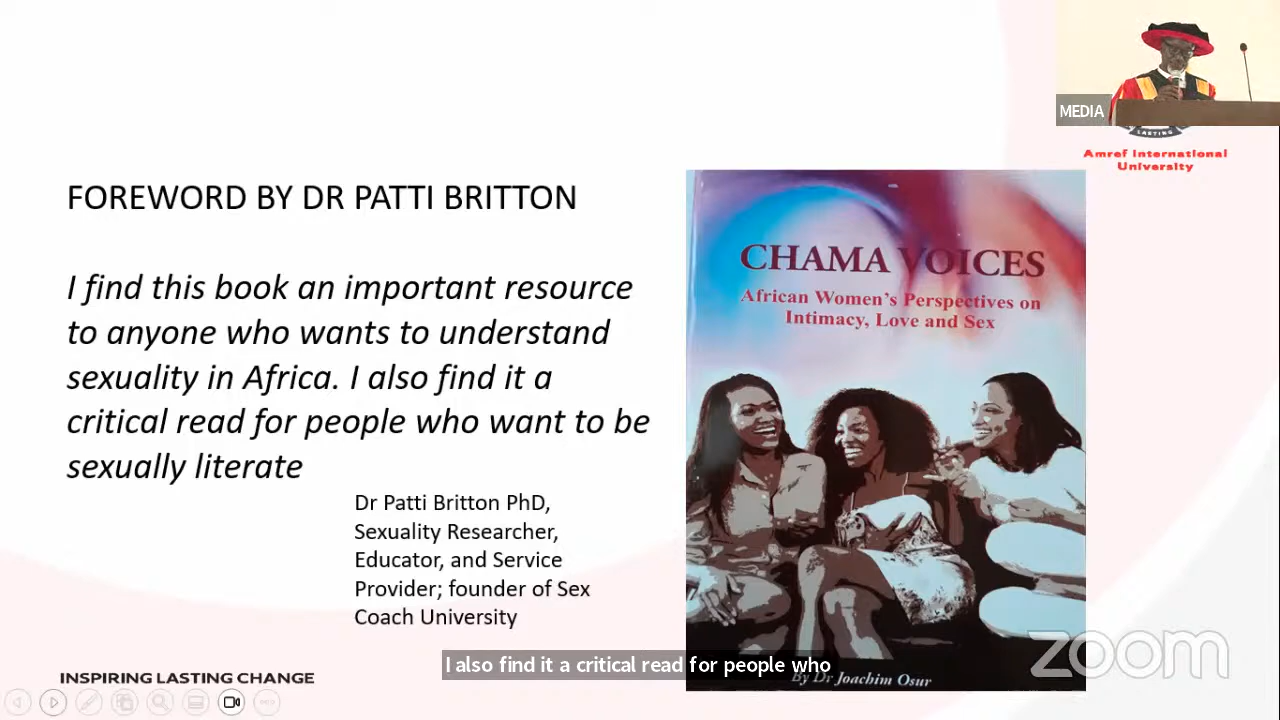 MEDIA
LASTING
Amref International
University
FOREWORD BY DR PATTI BRITTON
I find this book an important resource
to anyone who wants to understand
sexuality in Africa. I also find it a
critical read for people who want to be
sexually literate
Dr Patti Britton PhD,
Sexuality Researcher,
Educator, and Service
Provider; founder of Sex
Coach University
CHAMA VOICES
African Women's Perspectives on
Intimacy, Love and Sex
By Dr Joachim Osur
I also find it a critical read for people who
INSPIRING LASTING CHANGE
zoom